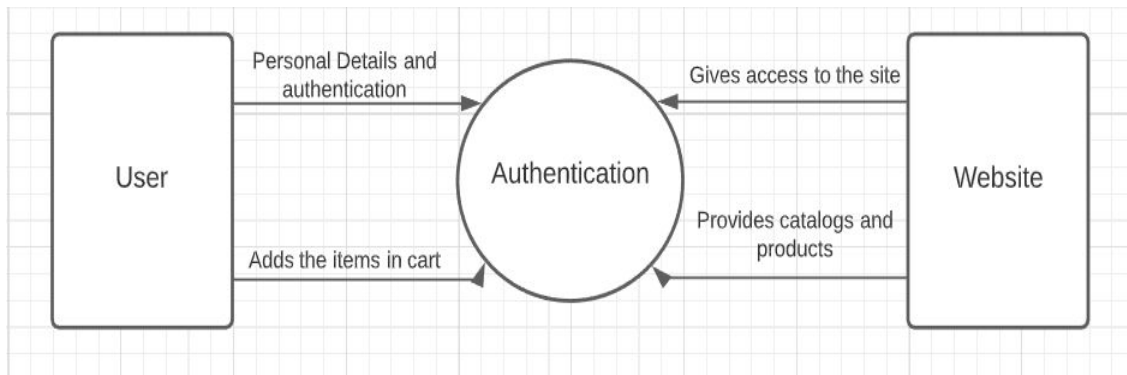 Personal Details and
authentication
Gives access to the site
User
Authentication
Website
Provides catalogs and
products
Adds the items in cart